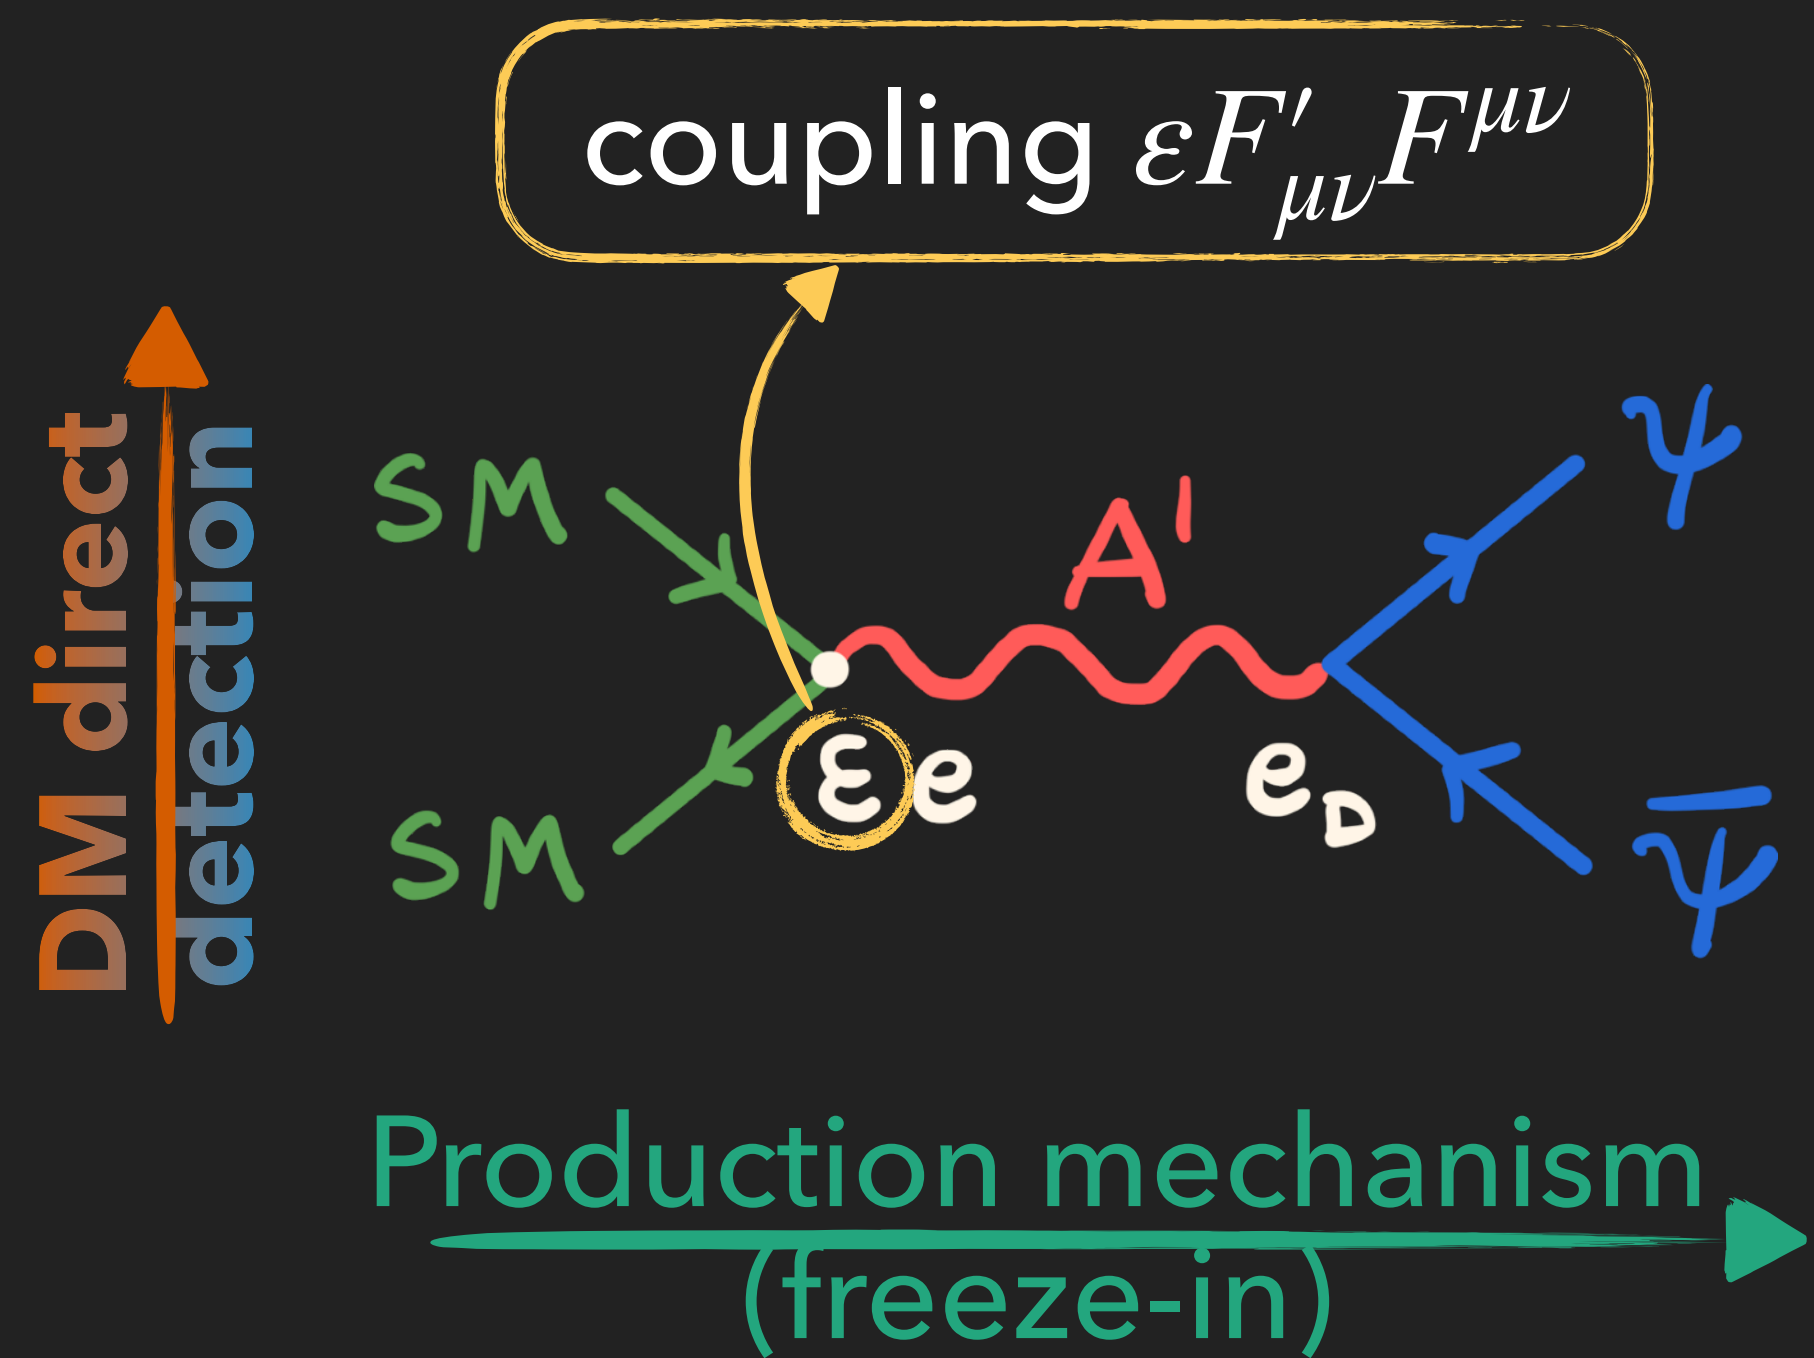 coupling εF′μνFμν
DM direct
detection
SM
A'
Ψ
SM
εe
eD
Ψ̅
Production mechanism
(freeze-in)